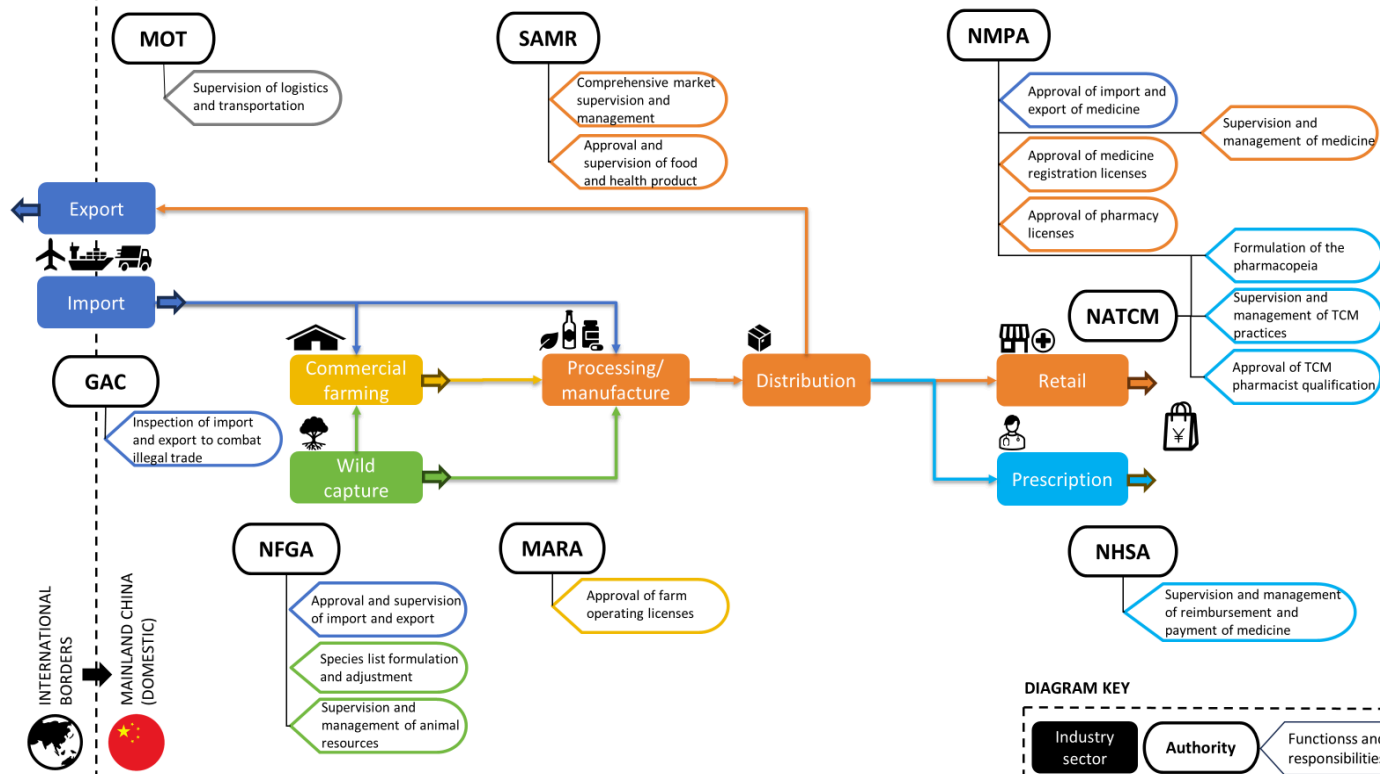 MOT
Supervision of logistics
and transportation
SAMR
Comprehensive market
supervision and
management
Approval and
supervision of food
and health product
NMPA
Approval of import and
export of medicine
Supervision and
management of medicine
Approval of medicine
registration licenses
Approval of pharmacy
licenses
Formulation of the
pharmacopeia
NATCM
Supervision and
management of TCM
practices
Approval of TCM
pharmacist qualification
Export
Import
GAC
Inspection of import
and export to combat
illegal trade
Commercial
farming
Wild
capture
Processing/
manufacture
Distribution
Retail
¥
Prescription
NFGA
Approval and supervision
of import and export
Species list formulation
and adjustment
Supervision and
management of animal
resources
MARA
Approval of farm
operating licenses
NHSA
Supervision and management
of reimbursement and
payment of medicine
INTERNATIONAL
BORDERS
MAINLAND CHINA
(DOMESTIC)
DIAGRAM KEY
Industry
sector
Authority
Functionss and
responsibilities